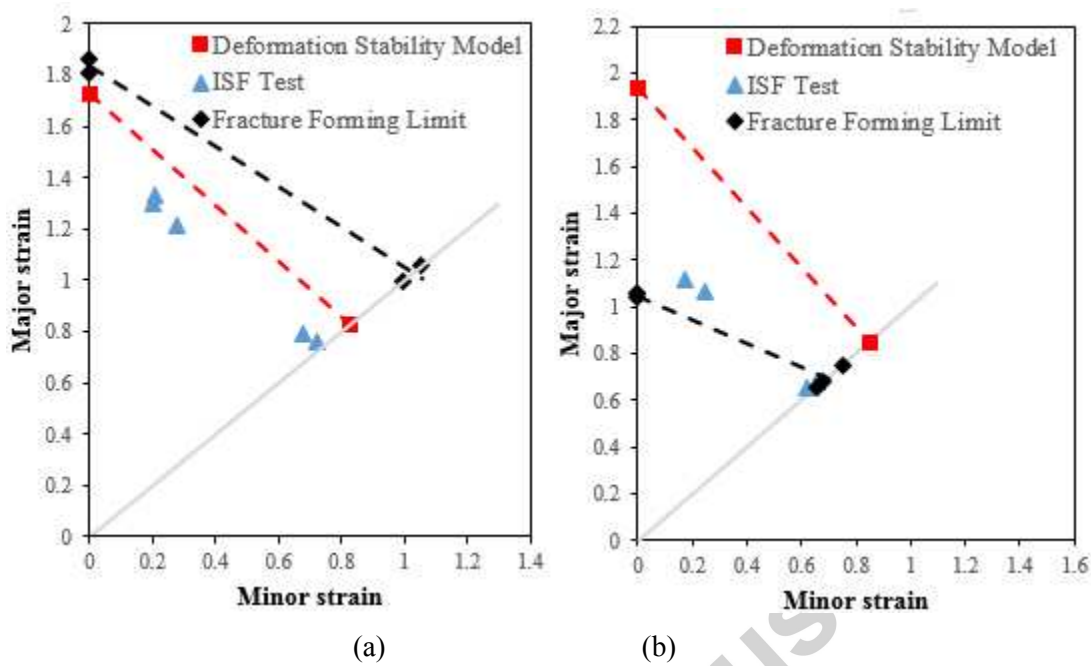 2
1.8
1.6
1.4
1.2
1
0.8
0.6
0.4
0.2
0
0 0.2 0.4 0.6 0.8 1 1.2 1.4
Major strain
Minor strain
Deformation Stability Model
ISF Test
Fracture Forming Limit
(a)
2.2
2
1.8
1.6
1.4
1.2
1
0.8
0.6
0.4
0.2
0
0 0.2 0.4 0.6 0.8 1 1.2 1.4 1.6
Major strain
Minor strain
Deformation Stability Model
ISF Test
Fracture Forming Limit
(b)
us